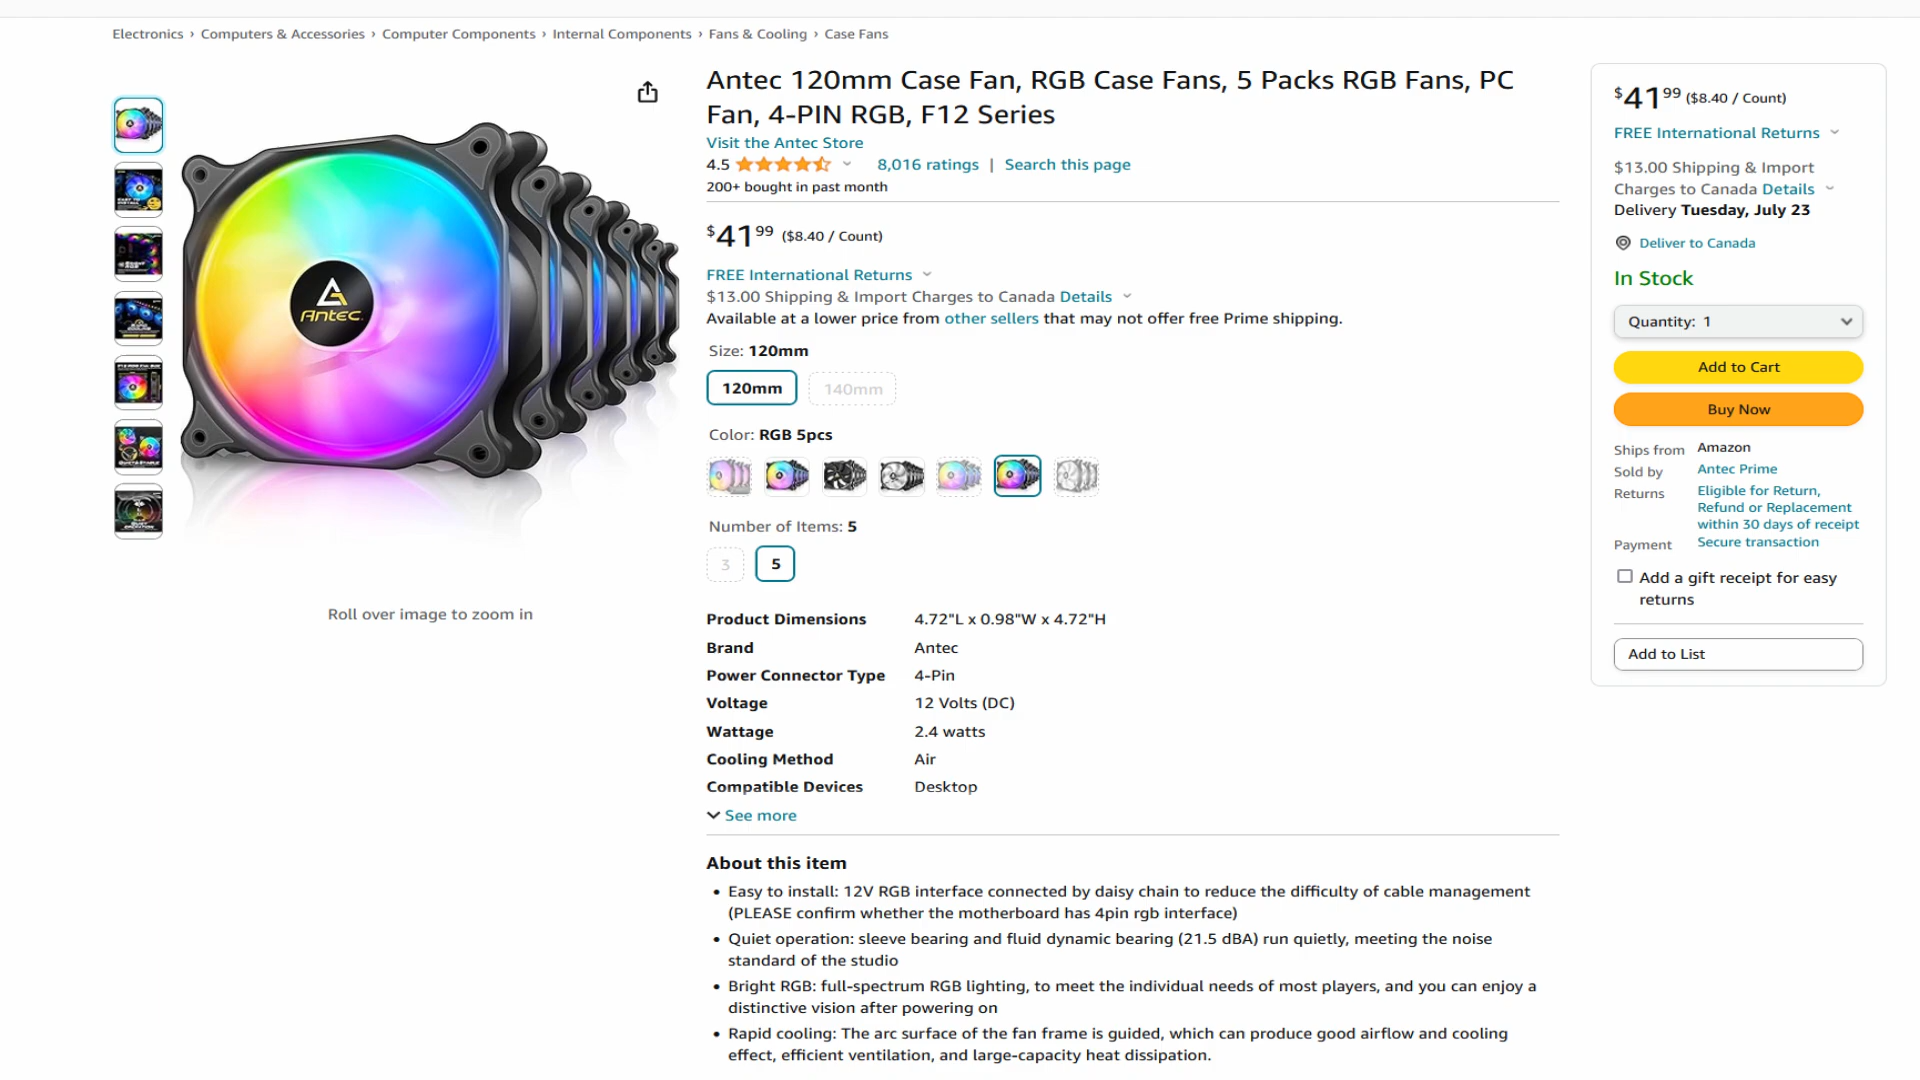 Electronics › Computers & Accessories › Computer Components › Internal Components › Fans & Cooling › Case Fans
Antec
Roll over image to zoom in
Antec 120mm Case Fan, RGB Case Fans, 5 Packs RGB Fans, PC
Fan, 4-PIN RGB, F12 Series
Visit the Antec Store
4.5 8,016 ratings | Search this page
200+ bought in past month
$41.99 ($8.40 / Count)
FREE International Returns
$13.00 Shipping & Import Charges to Canada Details
Available at a lower price from other sellers that may not offer free Prime shipping.
Size: 120mm
120mm 140mm
Color: RGB 5pcs
Number of Items: 5
3 5
Product Dimensions 4.72"L x 0.98"W x 4.72"H
Brand Antec
Power Connector Type 4-Pin
Voltage 12 Volts (DC)
Wattage 2.4 watts
Cooling Method Air
Compatible Devices Desktop
See more
About this item
• Easy to install: 12V RGB interface connected by daisy chain to reduce the difficulty of cable management
(PLEASE confirm whether the motherboard has 4pin rgb interface)
• Quiet operation: sleeve bearing and fluid dynamic bearing (21.5 dBA) run quietly, meeting the noise
standard of the studio
• Bright RGB: full-spectrum RGB lighting, to meet the individual needs of most players, and you can enjoy a
distinctive vision after powering on
• Rapid cooling: The arc surface of the fan frame is guided, which can produce good airflow and cooling
effect, efficient ventilation, and large-capacity heat dissipation.
$41.99 ($8.40 / Count)
FREE International Returns
$13.00 Shipping & Import
Charges to Canada Details
Delivery Tuesday, July 23
Deliver to Canada
In Stock
Quantity: 1
Add to Cart
Buy Now
Ships from Amazon
Sold by Antec Prime
Returns Eligible for Return,
Refund or Replacement
within 30 days of receipt
Payment Secure transaction
Add a gift receipt for easy
returns
Add to List